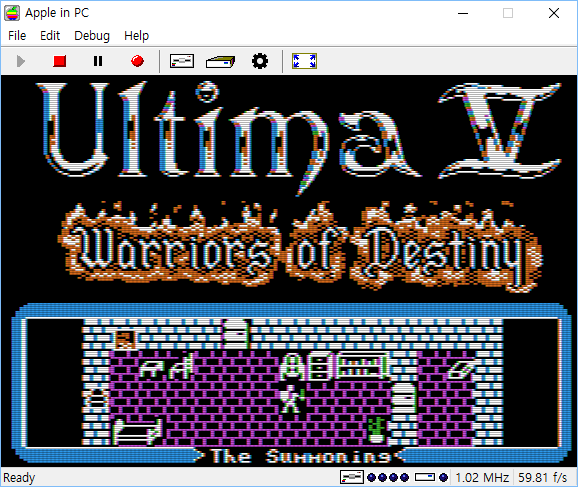 Apple in PC
File Edit Debug Help
Ultima V
Warriors of Destiny
The Summoning
Ready 1.02 MHz 59.81 f/s